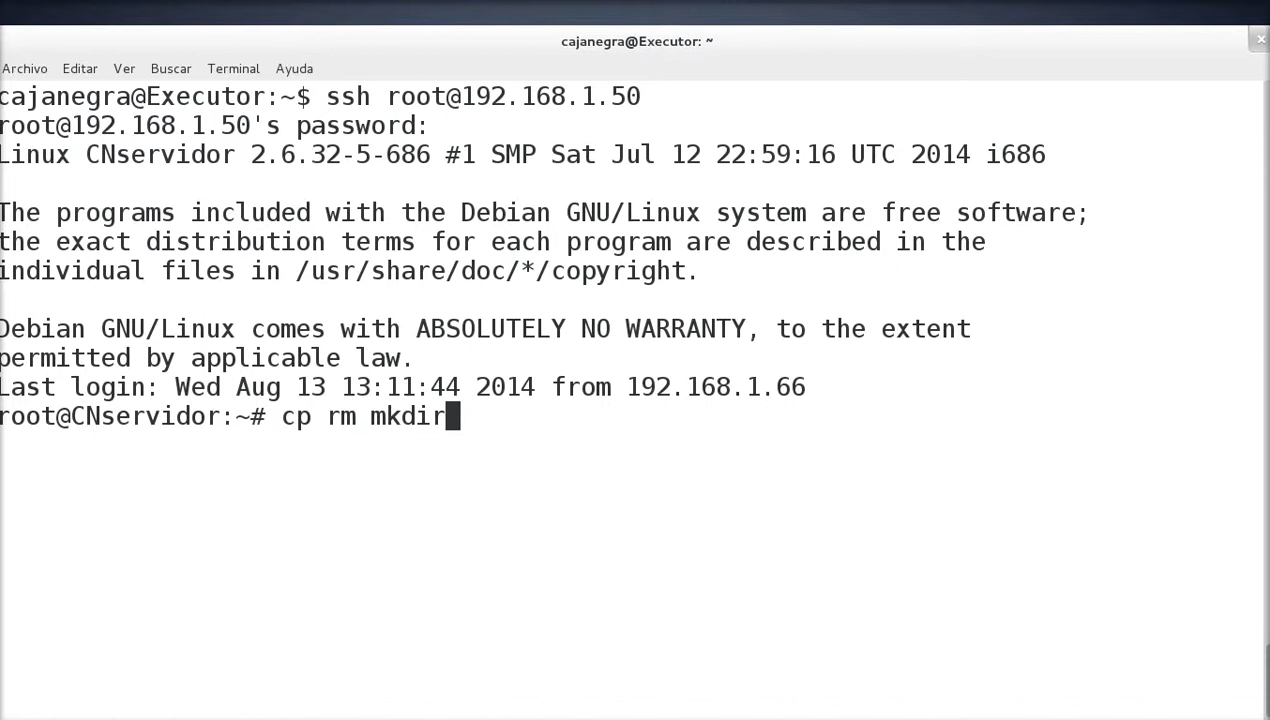 cajanegra@Executor: ~
Archivo Editar Ver Buscar Terminal Ayuda
cajanegra@Executor:~$ ssh root@192.168.1.50
root@192.168.1.50's password:
Linux CNservidor 2.6.32-5-686 #1 SMP Sat Jul 12 22:59:16 UTC 2014 i686
The programs included with the Debian GNU/Linux system are free software;
the exact distribution terms for each program are described in the
individual files in /usr/share/doc/*/copyright.
Debian GNU/Linux comes with ABSOLUTELY NO WARRANTY, to the extent
permitted by applicable law.
Last login: Wed Aug 13 13:11:44 2014 from 192.168.1.66
root@CNservidor:~# cp rm mkdir